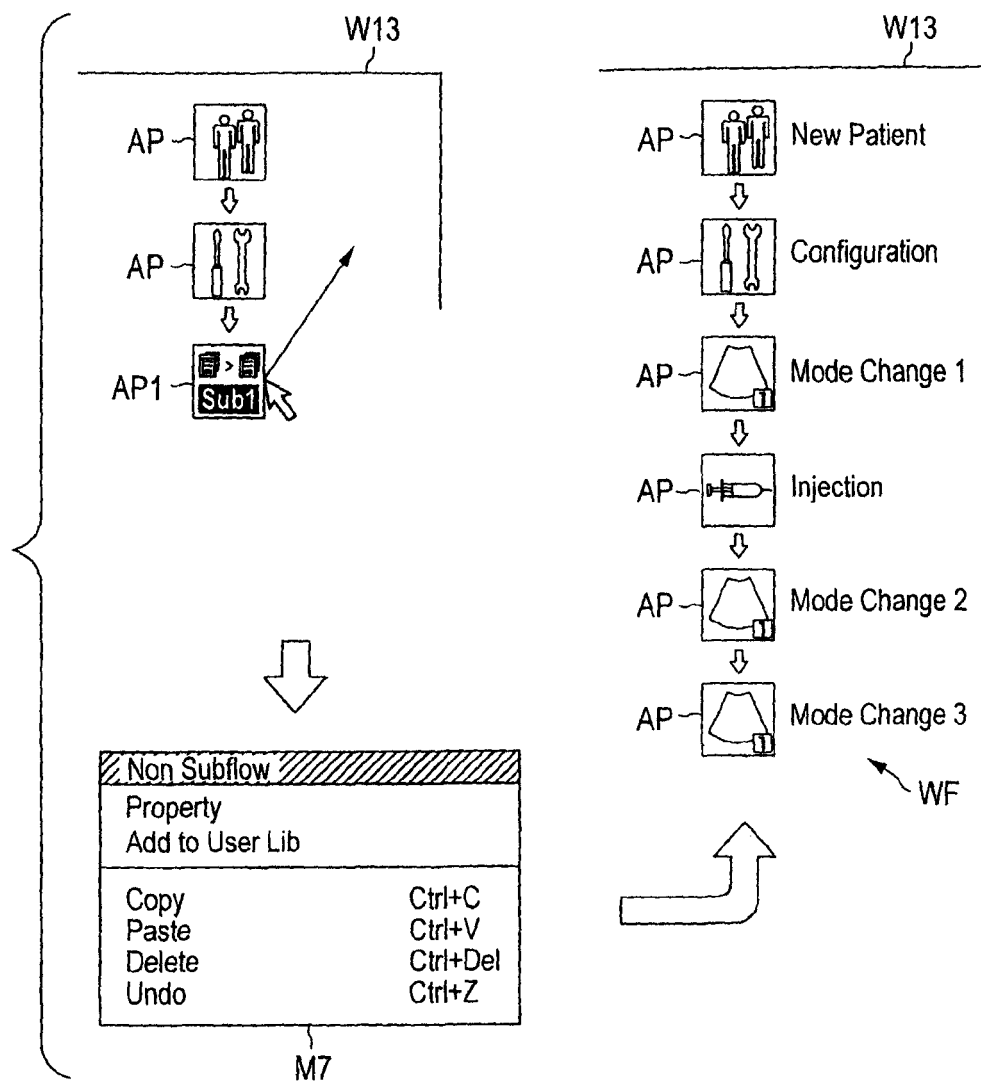 W13
AP
AP
AP1
Sub1
Non Subflow
Property
Add to User Lib
Copy Ctrl+C
Paste Ctrl+V
Delete Ctrl+Del
Undo Ctrl+Z
M7
W13
AP New Patient
AP Configuration
AP Mode Change 1
AP Injection
AP Mode Change 2
AP Mode Change 3
WF